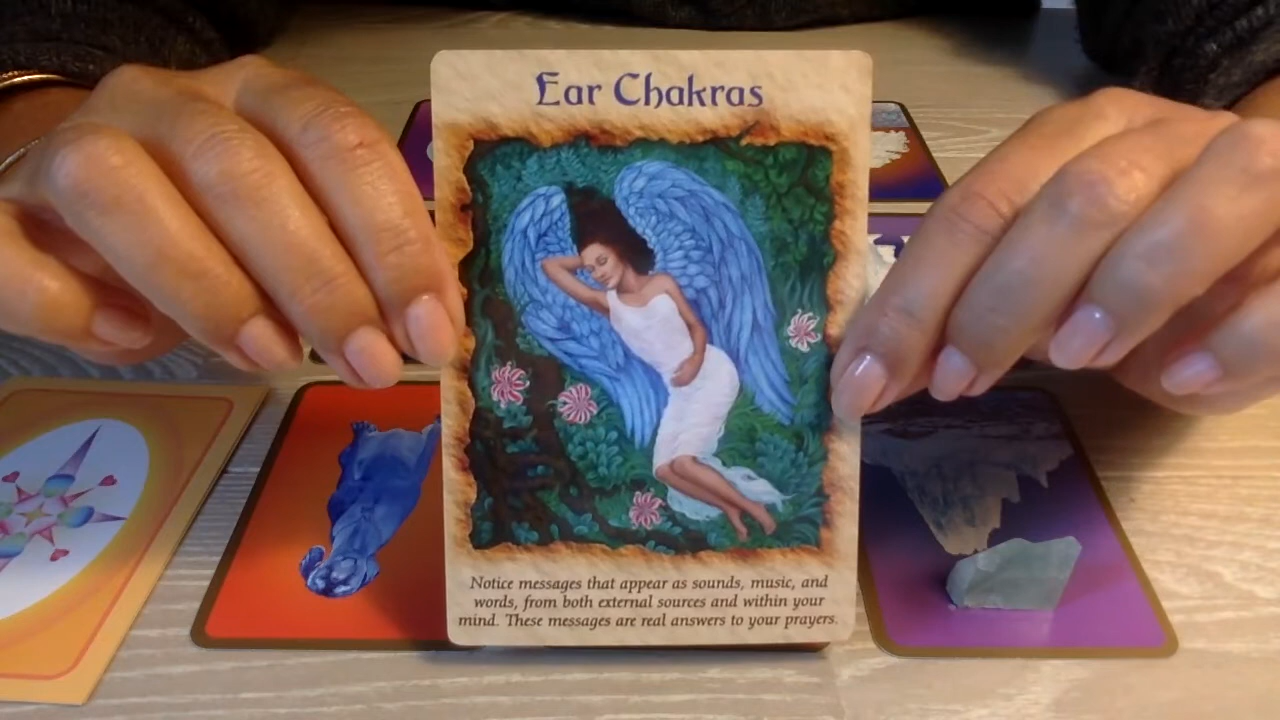 Ear Chakras
Notice messages that appear as sounds, music, and
words, from both external sources and within your
mind. These messages are real answers to your prayers.